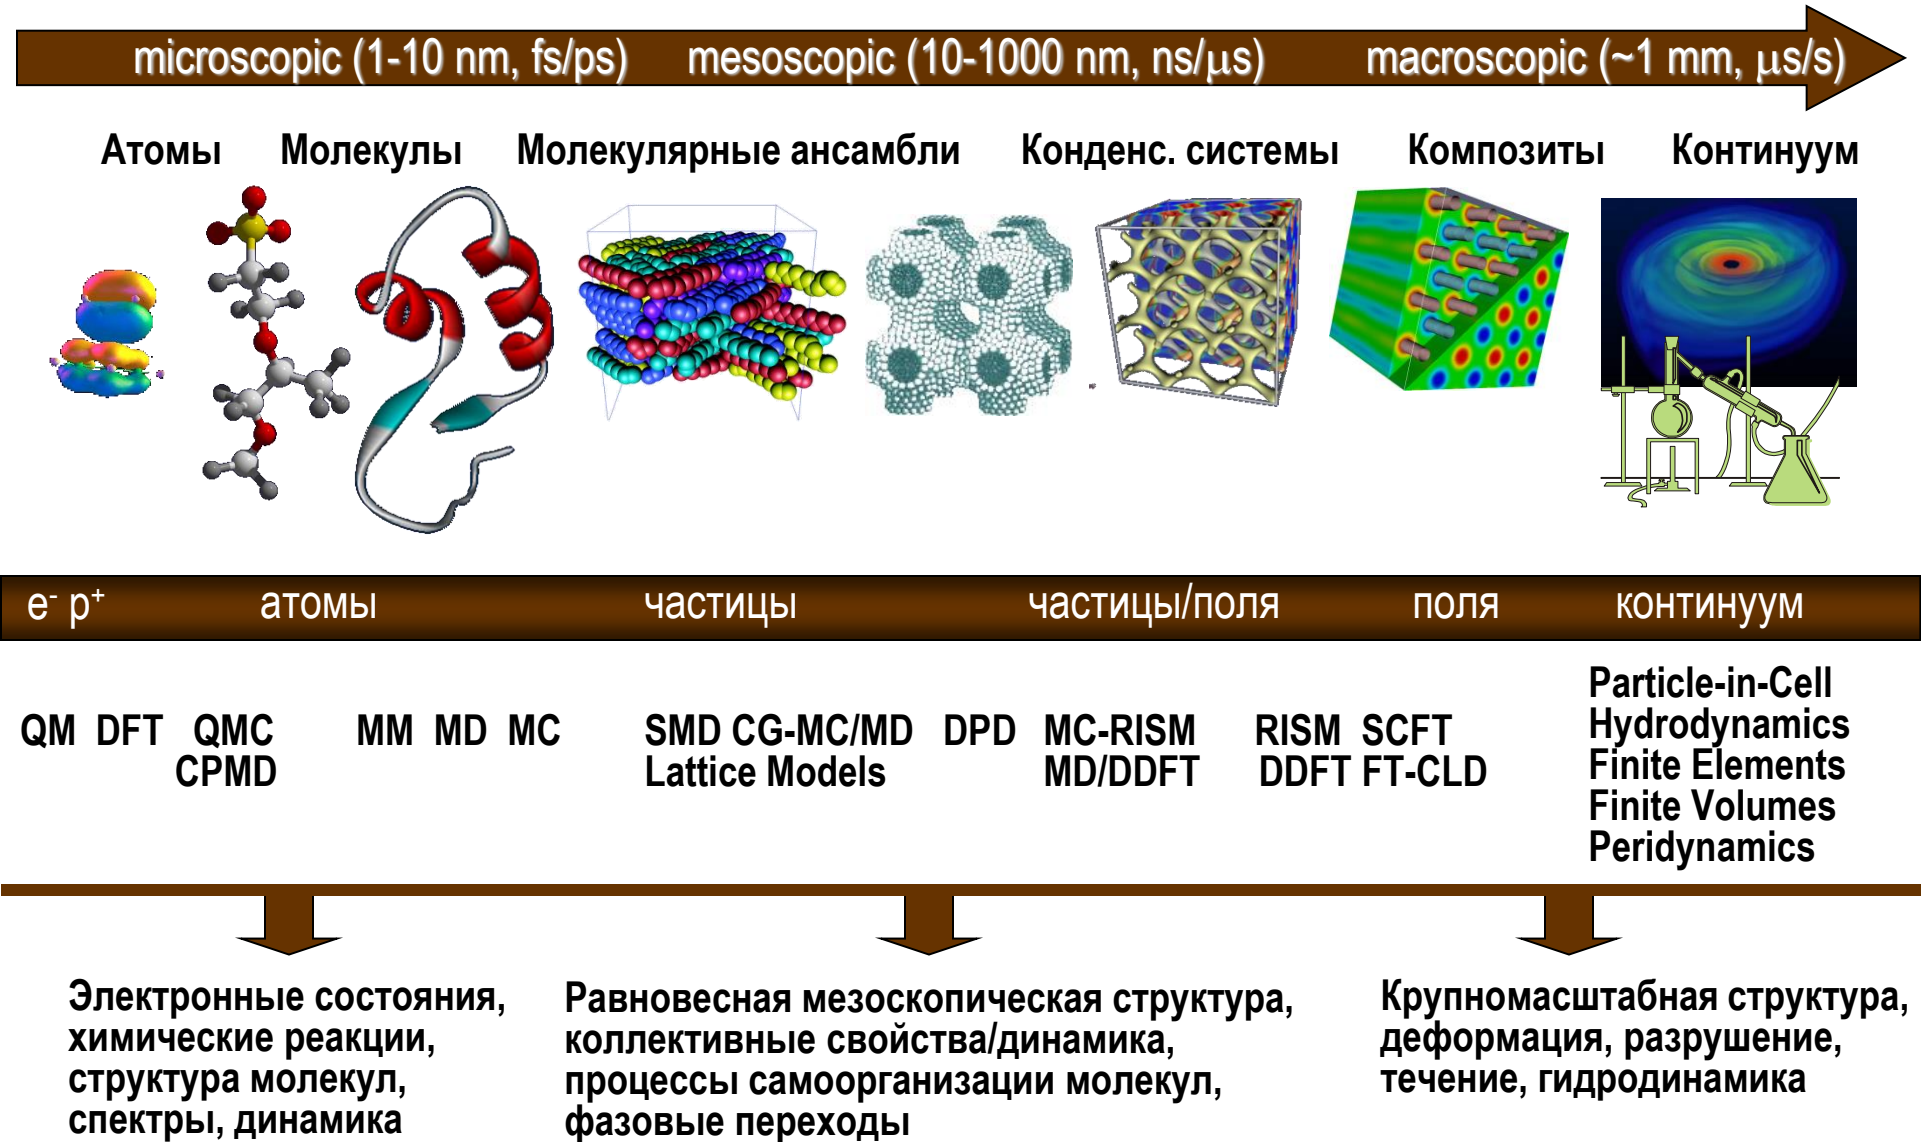 microscopic (1-10 nm, fs/ps) mesoscopic (10-1000 nm, ns/μs) macroscopic (~1 mm, μs/s)
Атомы Молекулы Молекулярные ансамбли Конденс. системы Композиты Континуум
e- p+ атомы частицы частицы/поля поля континуум
QM DFT QMC MM MD MC SMD CG-MC/MD DPD MC-RISM RISM SCFT
CPMD Lattice Models MD/DDFT DDFT FT-CLD
Particle-in-Cell
Hydrodynamics
Finite Elements
Finite Volumes
Peridynamics
Электронные состояния,
химические реакции,
структура молекул,
спектры, динамика
Равновесная мезоскопическая структура,
коллективные свойства/динамика,
процессы самоорганизации молекул,
фазовые переходы
Крупномасштабная структура,
деформация, разрушение,
течение, гидродинамика